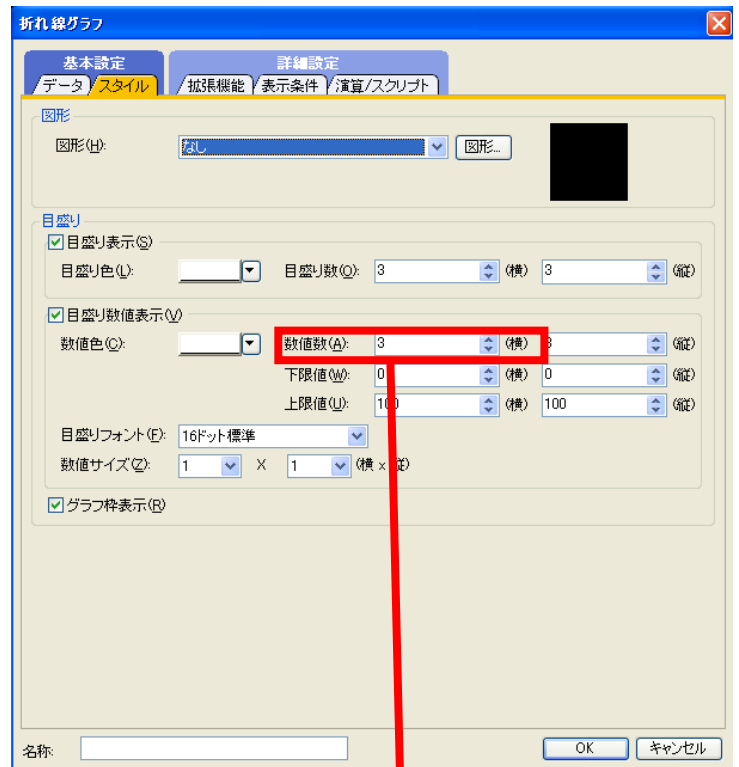 折れ線グラフ
基本設定 詳細設定
データ スタイル 拡張機能 表示条件 演算/スクリプト
図形
図形(H): なし 図形...
目盛り
目盛り表示(S)
目盛り色(L): 目盛り数(O): 3 (横) 3 (縦)
目盛り数値表示(V)
数値色(C): 数値数(A): 3 (横) 3 (縦)
下限値(W): 0 (横) 0 (縦)
上限値(U): 100 (横) 100 (縦)
目盛りフォント(F): 16ドット標準
数値サイズ(Z): 1 X 1 (横 x 縦)
グラフ枠表示(R)
名称: OK キャンセル